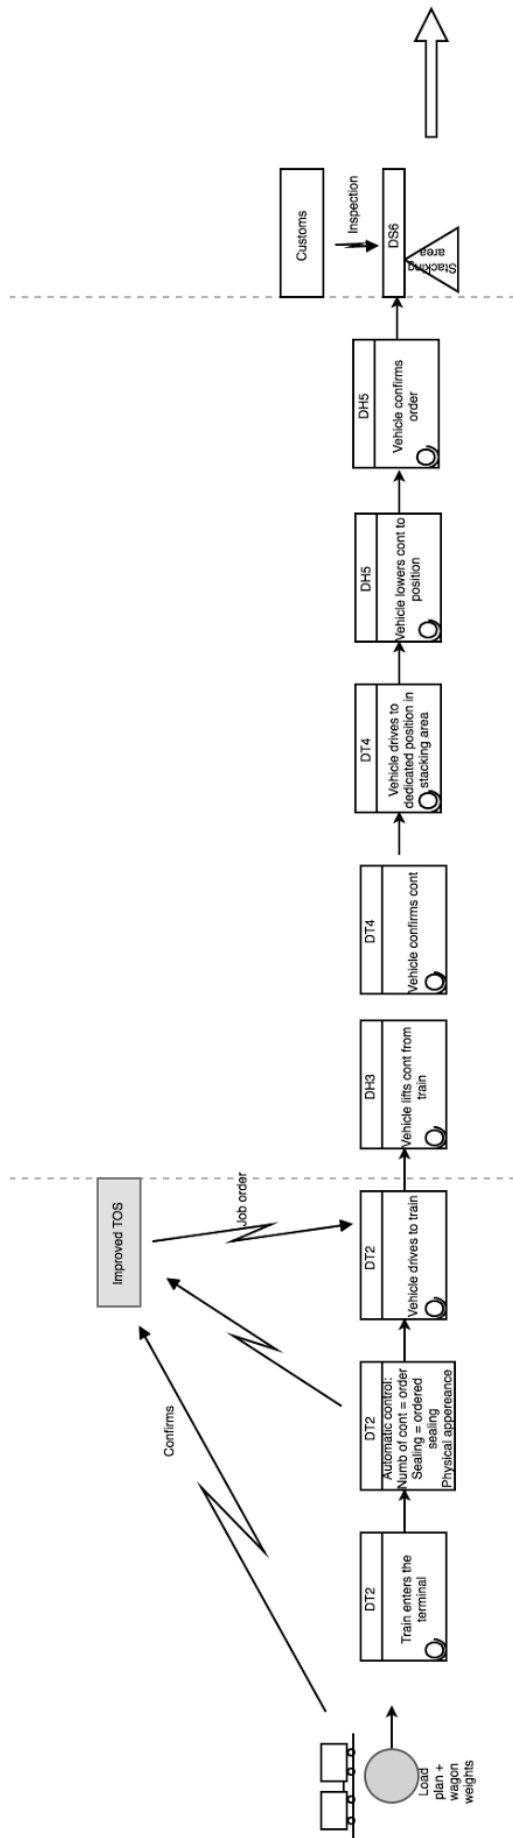 Improved TOS
Confirms
Job order
Load
plan +
wagon
weights
DT2
Train enters the
terminal
DT2
Automatic control:
Numb of cont = order
Sealing = ordered
sealing
Physical appereance
DT2
Vehicle drives to train
DH3
Vehicle lifts cont from
train
DT4
Vehicle confirms cont
DT4
Vehicle drives to
dedicated position in
stacking area
DH5
Vehicle lowers cont to
position
DH5
Vehicle confirms
order
Customs
Inspection
DS6
Stacking
area